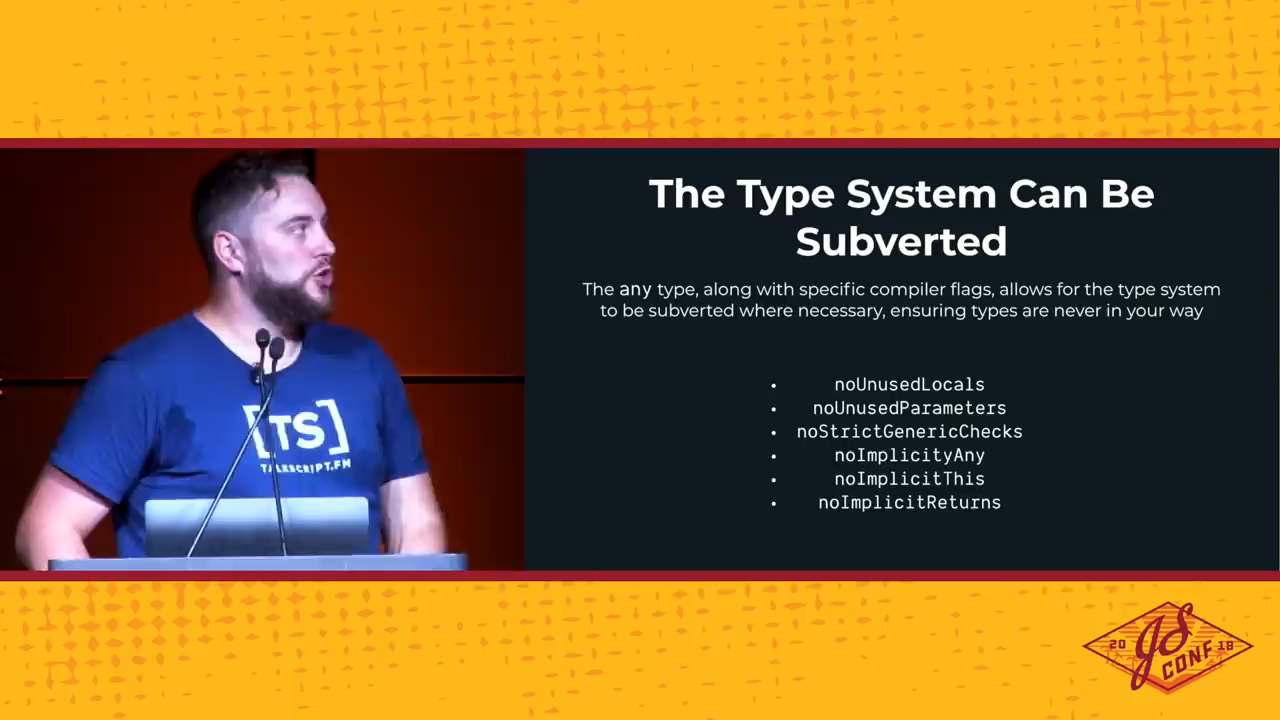 The Type System Can Be
Subverted
The any type, along with specific compiler flags, allows for the type system
to be subverted where necessary, ensuring types are never in your way
• noUnusedLocals
• noUnusedParameters
• noStrictGenericChecks
• noImplicityAny
• noImplicitThis
• noImplicitReturns
[TS]
TALKSCRIPT.FM
20 JS 18
CONF